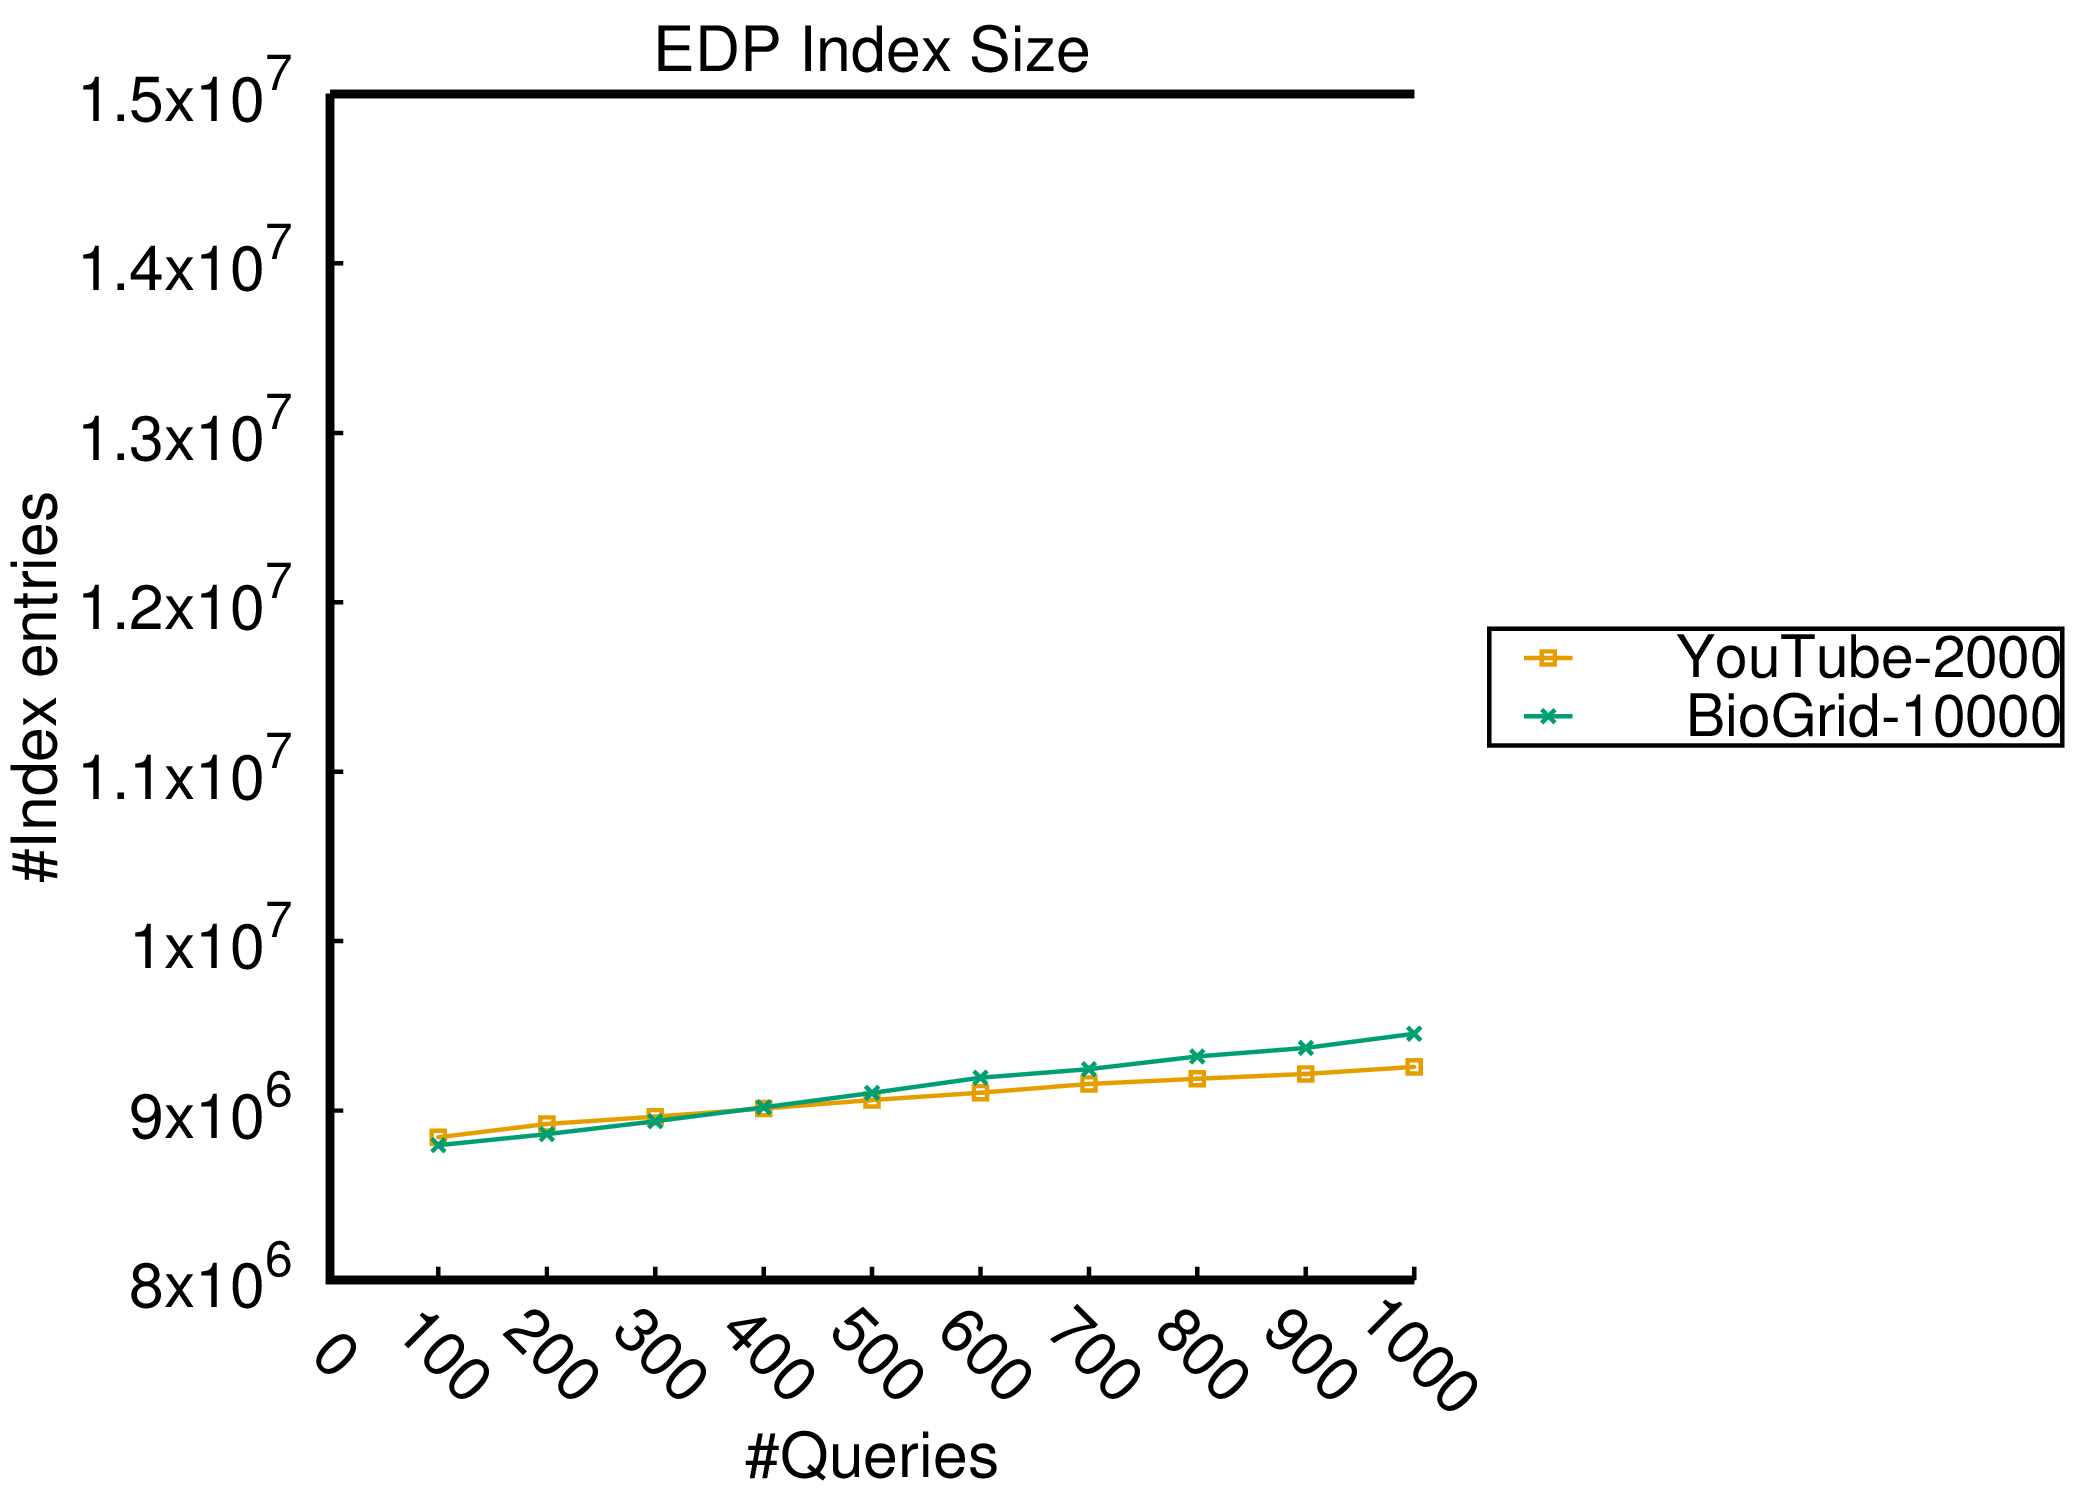 EDP Index Size
1.5x10^7
1.4x10^7
1.3x10^7
1.2x10^7
1.1x10^7
1x10^7
9x10^6
8x10^6
#Index entries
0
100
200
300
400
500
600
700
800
900
1000
#Queries
YouTube-2000
BioGrid-10000